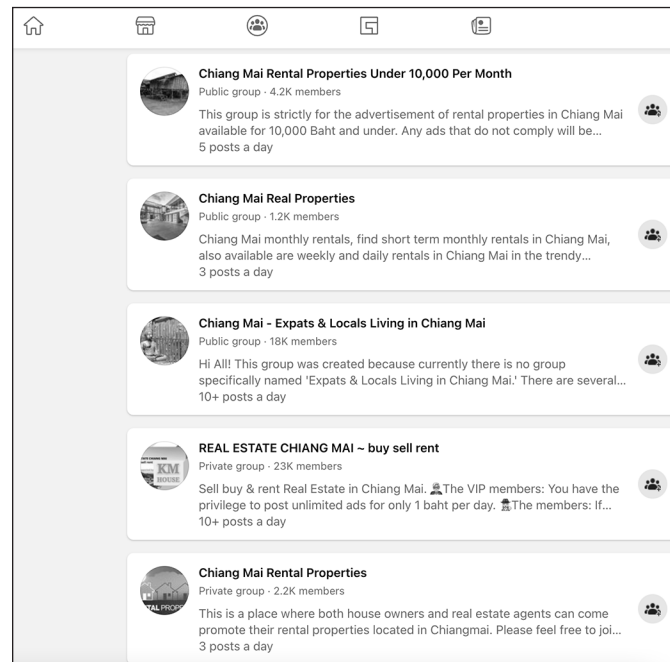 Chiang Mai Rental Properties Under 10,000 Per Month
Public group · 4.2K members
This group is strictly for the advertisement of rental properties in Chiang Mai
available for 10,000 Baht and under. Any ads that do not comply will be...
5 posts a day
Chiang Mai Real Properties
Public group · 1.2K members
Chiang Mai monthly rentals, find short term monthly rentals in Chiang Mai,
also available are weekly and daily rentals in Chiang Mai in the trendy...
3 posts a day
Chiang Mai - Expats & Locals Living in Chiang Mai
Public group · 18K members
Hi All! This group was created because currently there is no group
specifically named 'Expats & Locals Living in Chiang Mai.' There are several...
10+ posts a day
KM
HOUSE
REAL ESTATE CHIANG MAI ~ buy sell rent
Private group · 23K members
Sell buy & rent Real Estate in Chiang Mai. The VIP members: You have the
privilege to post unlimited ads for only 1 baht per day. The members: If...
10+ posts a day
TAL PROPE
Chiang Mai Rental Properties
Private group · 2.2K members
This is a place where both house owners and real estate agents can come
promote their rental properties located in Chiangmai. Please feel free to joi...
3 posts a day